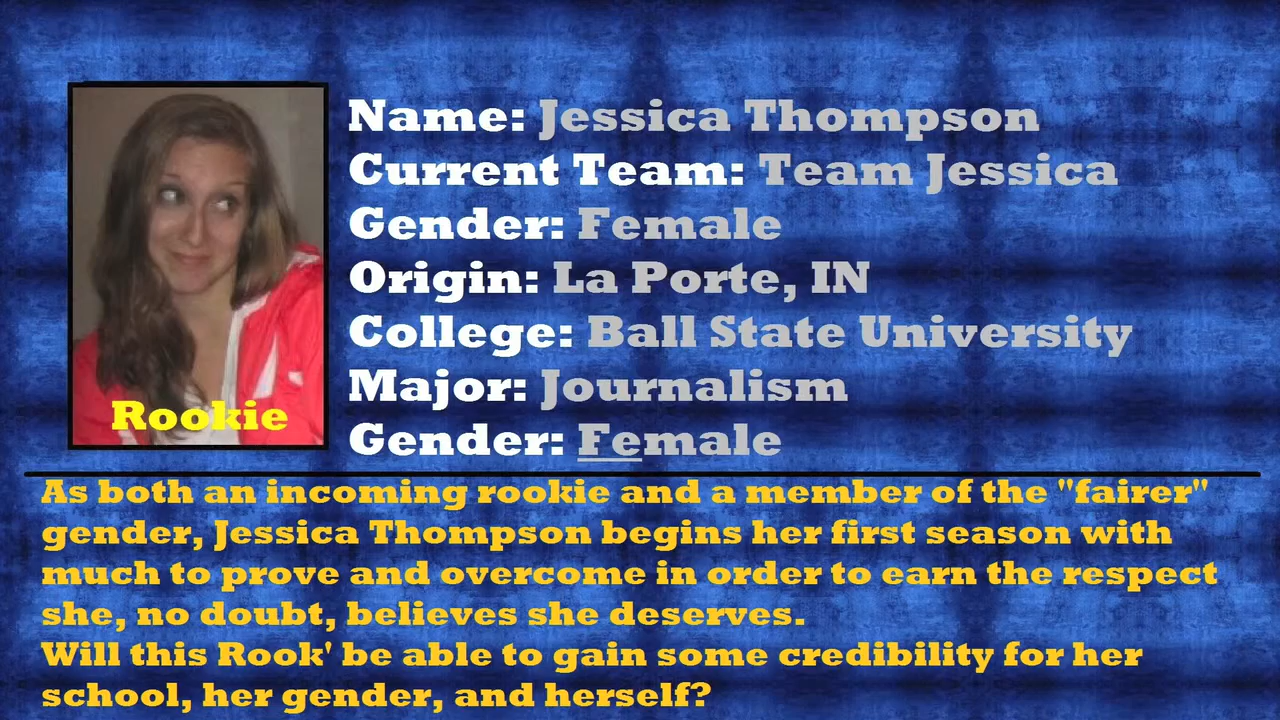 Name: Jessica Thompson
Current Team: Team Jessica
Gender: Female
Origin: La Porte, IN
College: Ball State University
Major: Journalism
Gender: Female
Rookie
As both an incoming rookie and a member of the "fairer"
gender, Jessica Thompson begins her first season with
much to prove and overcome in order to earn the respect
she, no doubt, believes she deserves.
Will this Rook' be able to gain some credibility for her
school, her gender, and herself?